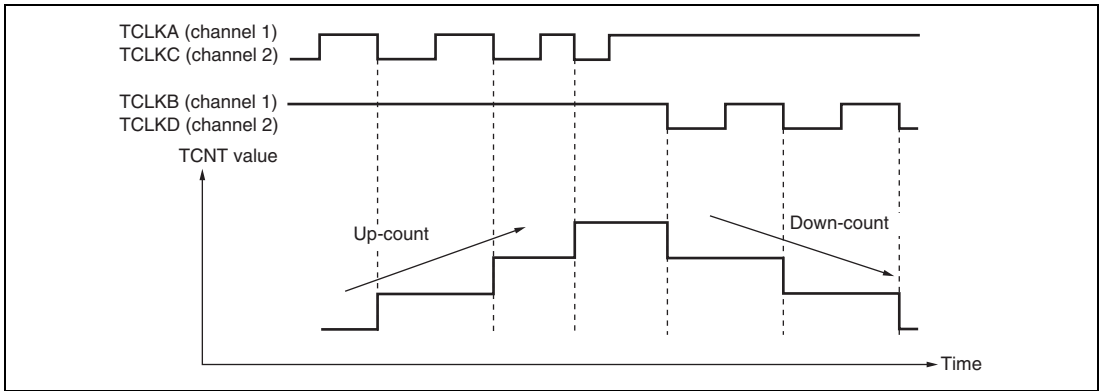 TCLKA (channel 1)
TCLKC (channel 2)
TCLKB (channel 1)
TCLKD (channel 2)
TCNT value
Up-count
Down-count
Time